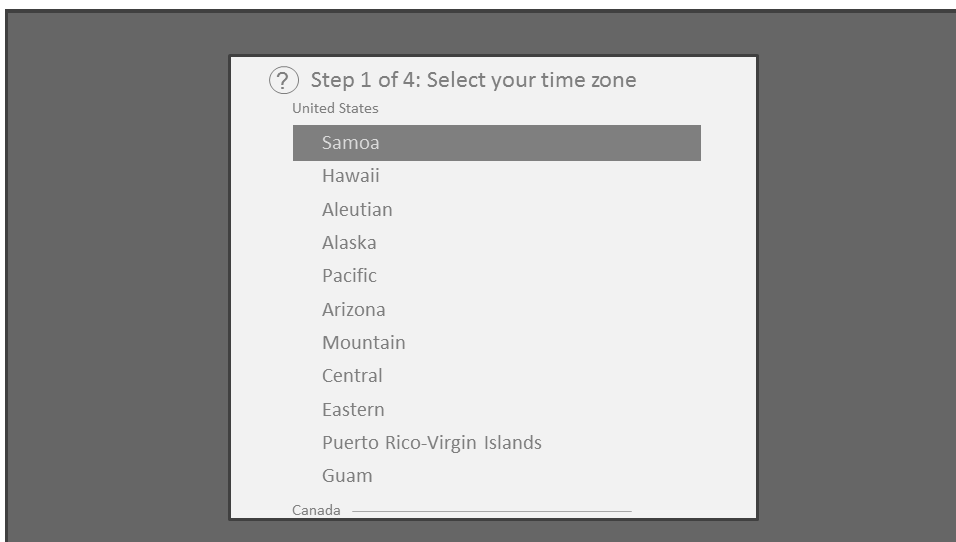 ? Step 1 of 4: Select your time zone
United States
Samoa
Hawaii
Aleutian
Alaska
Pacific
Arizona
Mountain
Central
Eastern
Puerto Rico-Virgin Islands
Guam
Canada